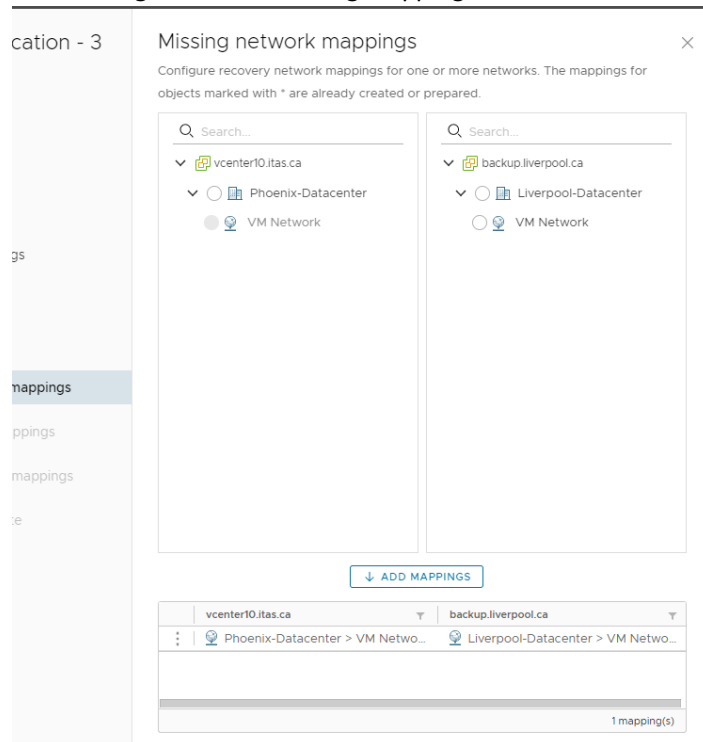 cation - 3
Missing network mappings
Configure recovery network mappings for one or more networks. The mappings for
objects marked with * are already created or prepared.
Search...
Search...
vcenter10.itas.ca
backup.liverpool.ca
Phoenix-Datacenter
Liverpool-Datacenter
VM Network
VM Network
gs
mappings
ppings
mappings
te
ADD MAPPINGS
vcenter10.itas.ca
backup.liverpool.ca
Phoenix-Datacenter > VM Netwo...
Liverpool-Datacenter > VM Netwo...
1 mapping(s)